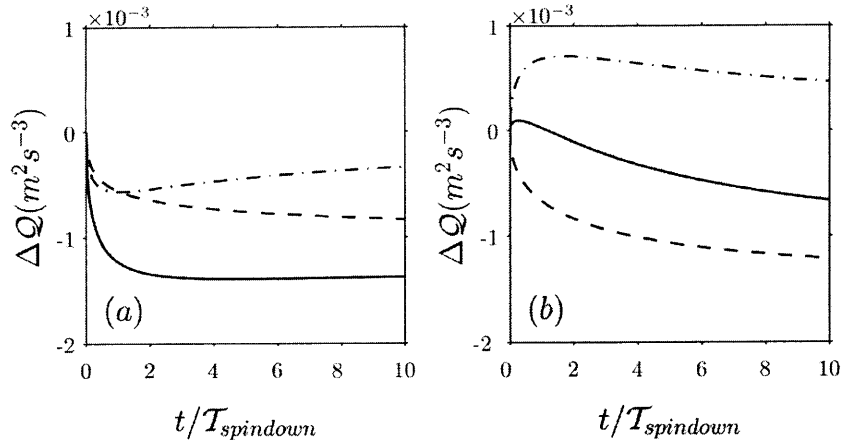 ×10⁻³
1
0
-1
-2
ΔQ(m²s⁻³)
(a)
0 2 4 6 8 10
t/T_spindown
×10⁻³
1
0
-1
-2
ΔQ(m²s⁻³)
(b)
0 2 4 6 8 10
t/T_spindown